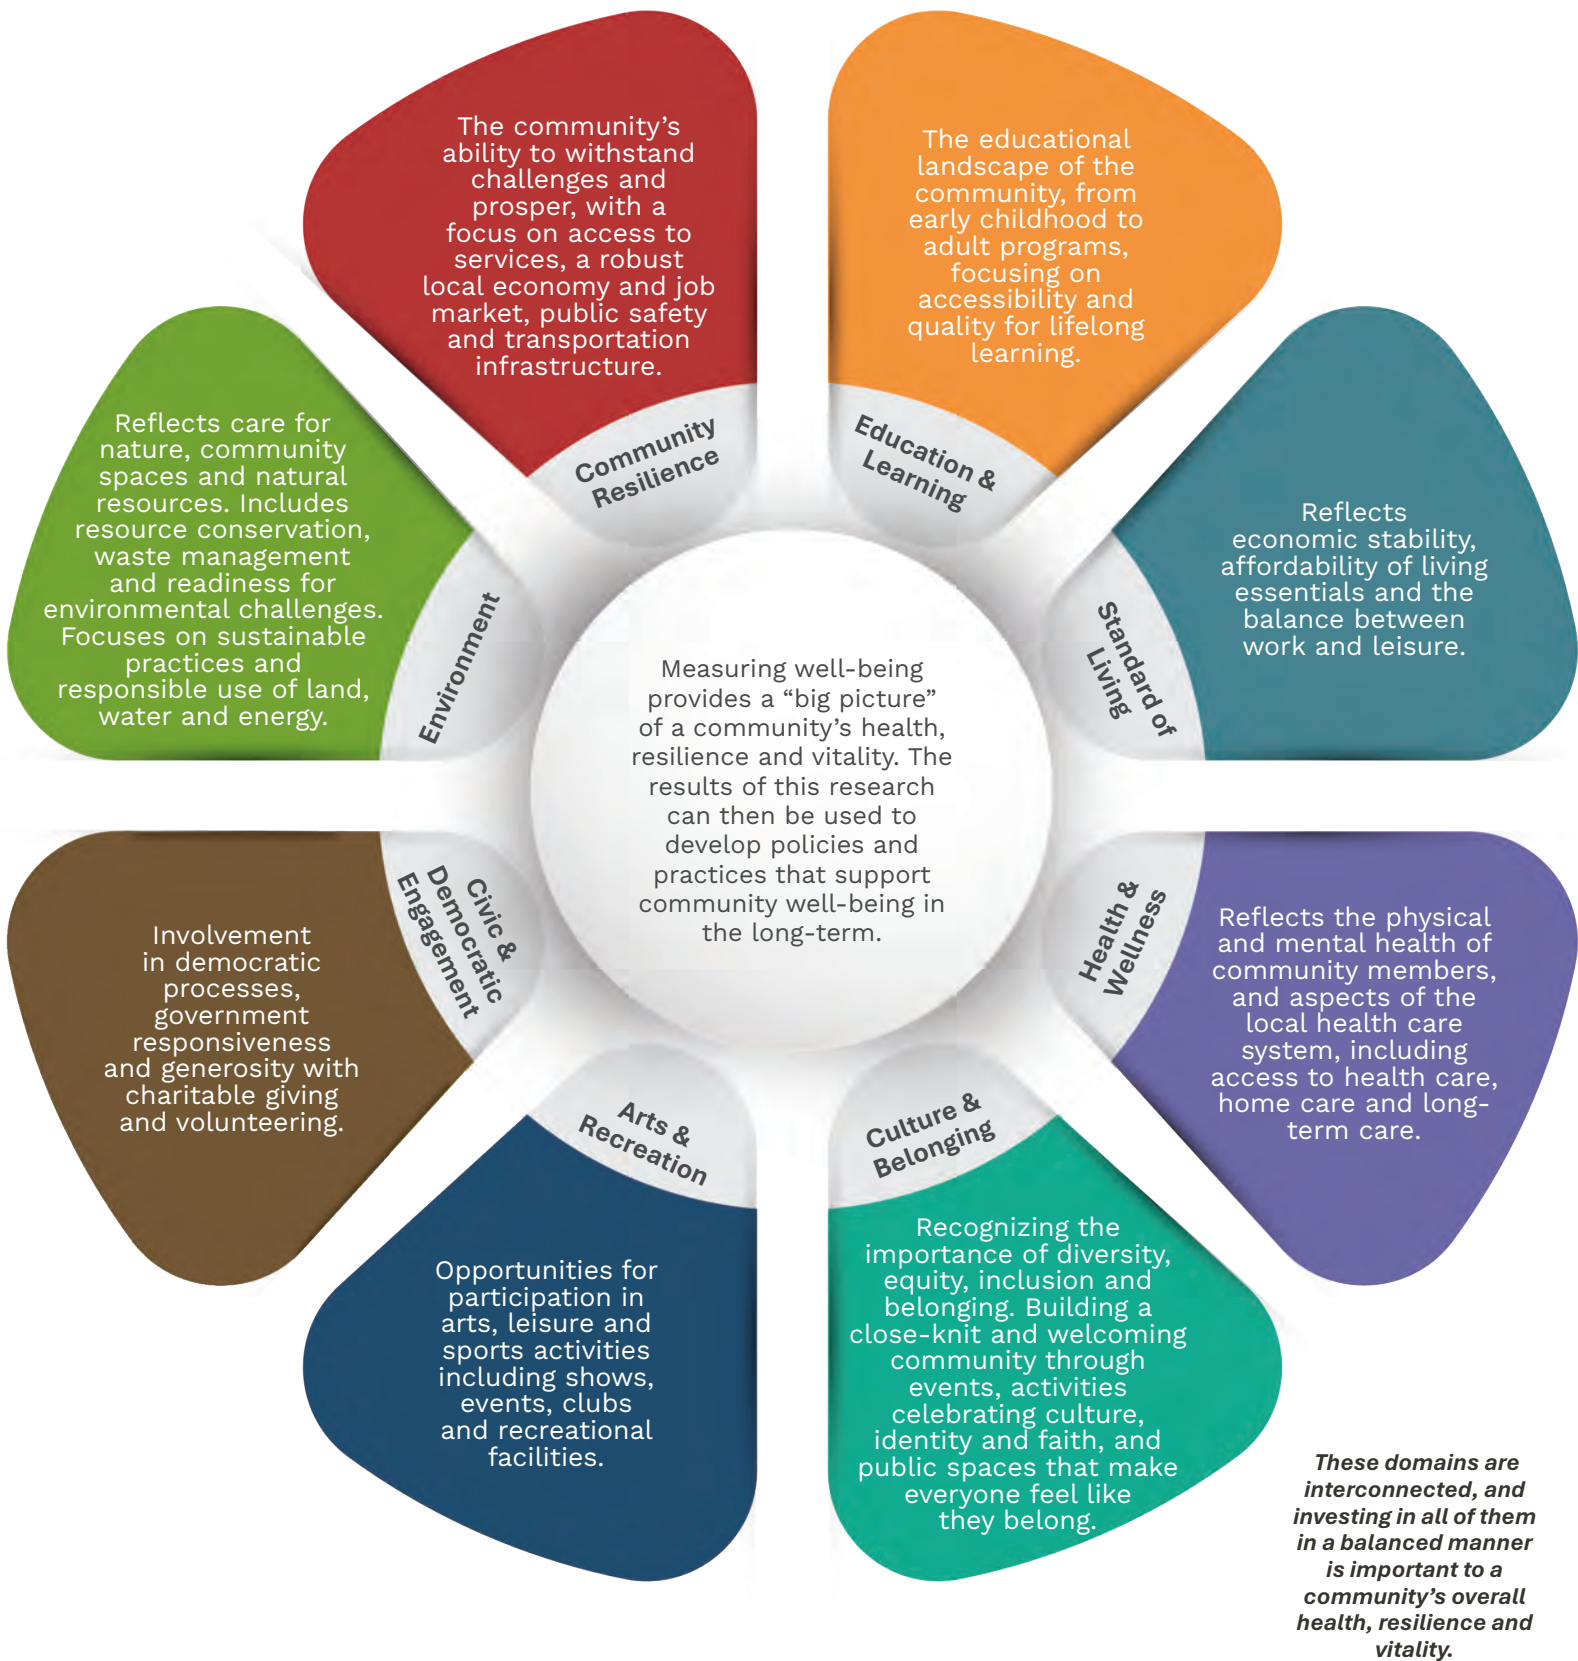 The community’s
ability to withstand
challenges and
prosper, with a
focus on access to
services, a robust
local economy and job
market, public safety
and transportation
infrastructure.
Community
Resilience
The educational
landscape of the
community, from
early childhood to
adult programs,
focusing on
accessibility and
quality for lifelong
learning.
Education &
Learning
Reflects
economic stability,
affordability of living
essentials and the
balance between
work and leisure.
Standard of
Living
Reflects the physical
and mental health of
community members,
and aspects of the
local health care
system, including
access to health care,
home care and long-
term care.
Health &
Wellness
Recognizing the
importance of diversity,
equity, inclusion and
belonging. Building a
close-knit and welcoming
community through
events, activities
celebrating culture,
identity and faith, and
public spaces that make
everyone feel like
they belong.
Culture &
Belonging
Opportunities for
participation in
arts, leisure and
sports activities
including shows,
events, clubs
and recreational
facilities.
Arts &
Recreation
Involvement
in democratic
processes,
government
responsiveness
and generosity with
charitable giving
and volunteering.
Civic &
Democratic
Engagement
Reflects care for
nature, community
spaces and natural
resources. Includes
resource conservation,
waste management
and readiness for
environmental challenges.
Focuses on sustainable
practices and
responsible use of land,
water and energy.
Environment
Measuring well-being
provides a “big picture”
of a community’s health,
resilience and vitality. The
results of this research
can then be used to
develop policies and
practices that support
community well-being in
the long-term.
These domains are
interconnected, and
investing in all of them
in a balanced manner
is important to a
community’s overall
health, resilience and
vitality.